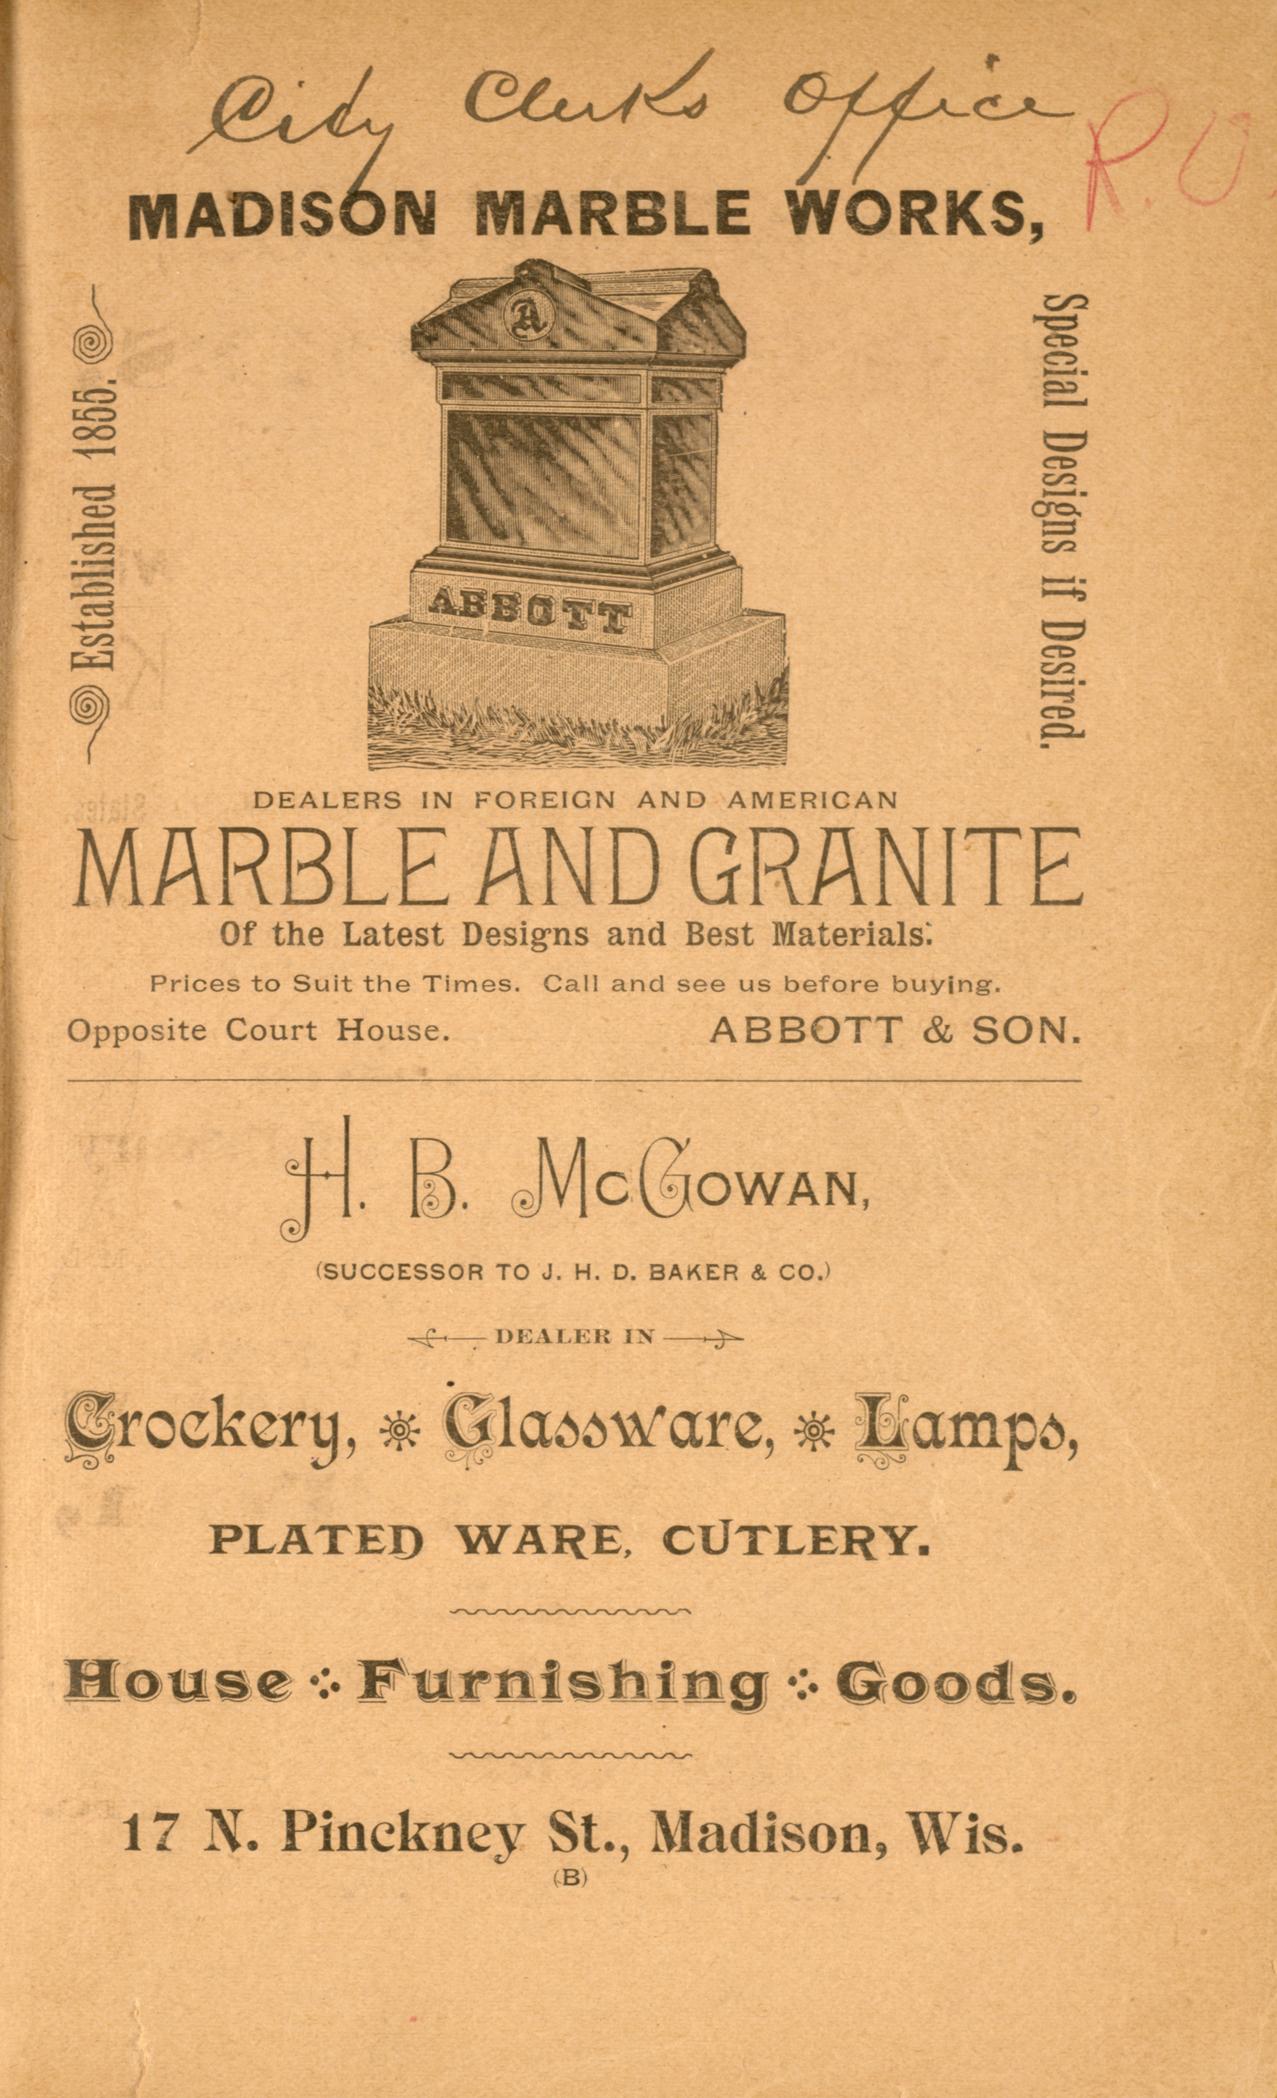 City Clerks Office
R. O.
MADISON MARBLE WORKS,
Established 1855.
Special Designs if Desired.
A
ABBOTT
DEALERS IN FOREIGN AND AMERICAN
MARBLE AND GRANITE
Of the Latest Designs and Best Materials.
Prices to Suit the Times. Call and see us before buying.
Opposite Court House. ABBOTT & SON.
H. B. McGOWAN,
(SUCCESSOR TO J. H. D. BAKER & CO.)
DEALER IN
Crockery, Glassware, Lamps,
PLATED WARE, CUTLERY.
House Furnishing Goods.
17 N. Pinckney St., Madison, Wis.
(B)